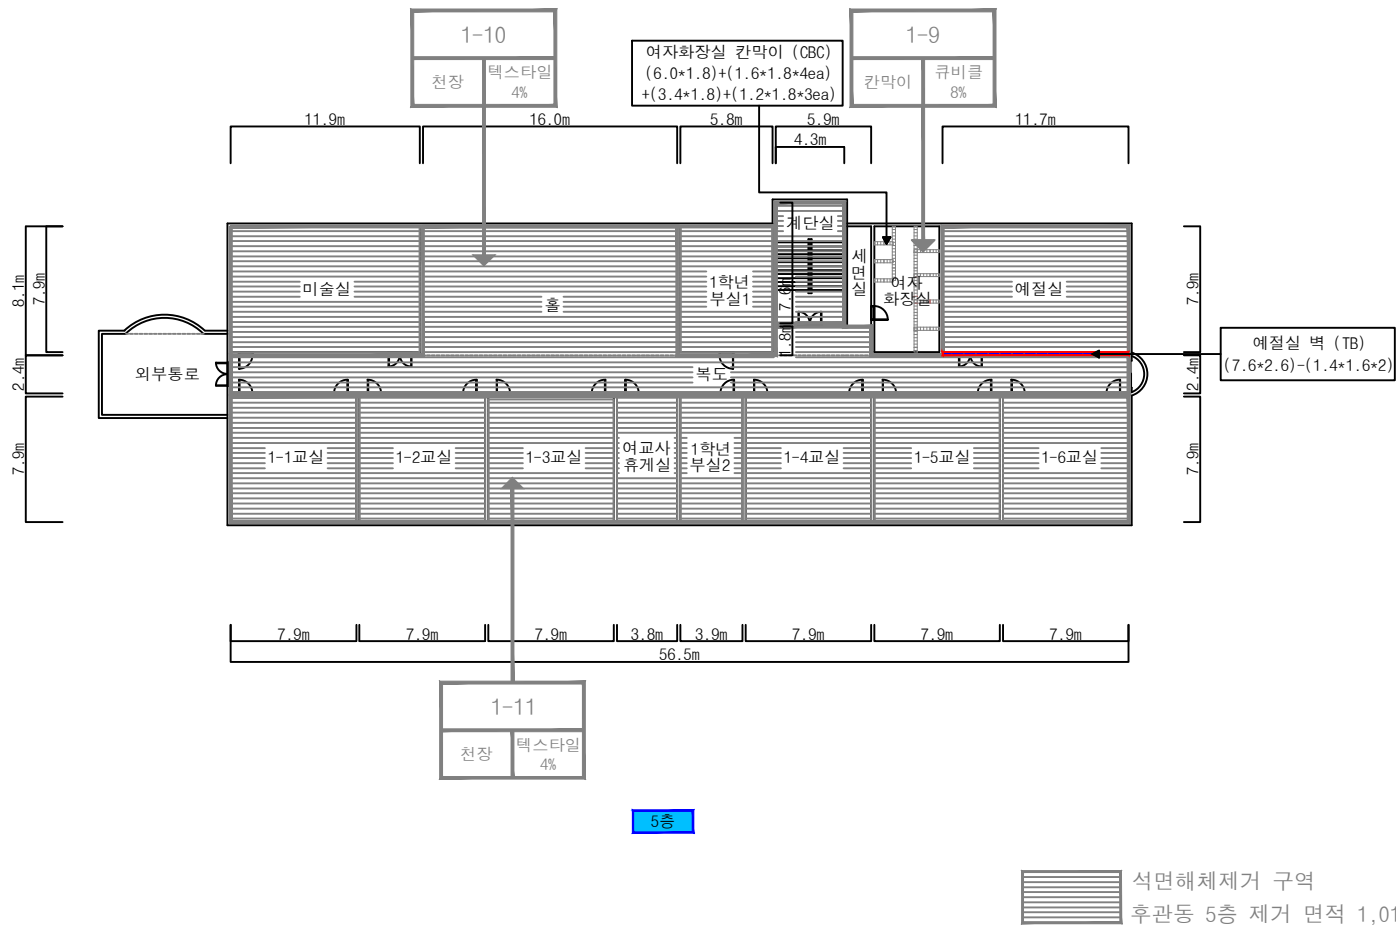 1-10
천장
텍스타일
4%
여자화장실 칸막이 (CBC)
(6.0*1.8)+(1.6*1.8*4ea)
+(3.4*1.8)+(1.2*1.8*3ea)
1-9
칸막이
큐비클
8%
11.9m
16.0m
5.8m
5.9m
4.3m
11.7m
8.1m
7.9m
2.4m
7.9m
계단실
7.6m
1.8m
세면실
여자
화장실
미술실
홀
1학년
부실1
예절실
7.9m
2.4m
7.9m
예절실 벽 (TB)
(7.6*2.6)-(1.4*1.6*2)
외부통로
복도
1-1교실
1-2교실
1-3교실
여교사
휴게실
1학년
부실2
1-4교실
1-5교실
1-6교실
7.9m
7.9m
7.9m
3.8m
3.9m
7.9m
7.9m
7.9m
56.5m
1-11
천장
텍스타일
4%
5층
석면해체제거 구역
후관동 5층 제거 면적 1,01